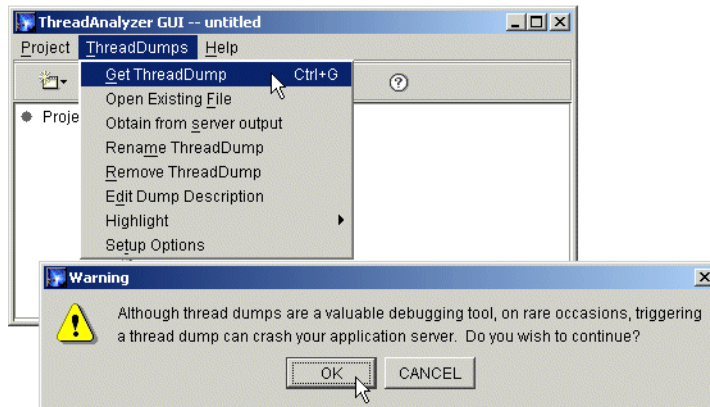 ThreadAnalyzer GUI -- untitled
Project ThreadDumps Help
Get ThreadDump Ctrl+G
Open Existing File
Proje
Obtain from server output
Rename ThreadDump
Remove ThreadDump
Edit Dump Description
Highlight
Setup Options
Warning
Although thread dumps are a valuable debugging tool, on rare occasions, triggering
a thread dump can crash your application server. Do you wish to continue?
OK CANCEL